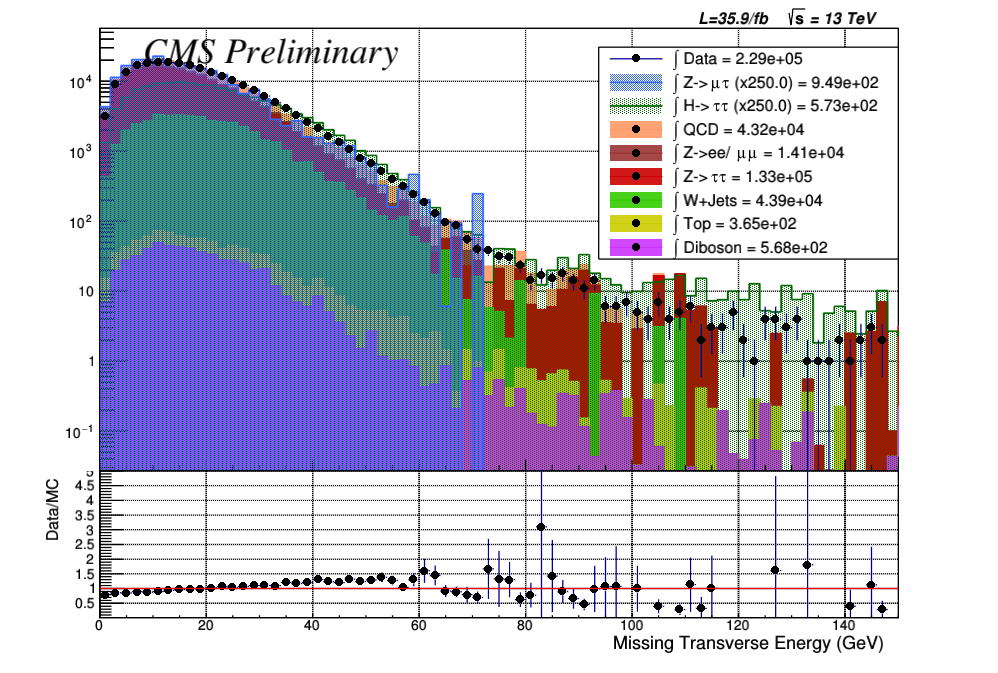 L=35.9/fb √s = 13 TeV
CMS Preliminary
∫ Data = 2.29e+05
∫ Z->μτ (x250.0) = 9.49e+02
∫ H->ττ (x250.0) = 5.73e+02
∫ QCD = 4.32e+04
∫ Z->ee/ μμ = 1.41e+04
∫ Z->ττ = 1.33e+05
∫ W+Jets = 4.39e+04
∫ Top = 3.65e+02
∫ Diboson = 5.68e+02
10⁴
10³
10²
10
1
10⁻¹
Data/MC
5
4.5
4
3.5
3
2.5
2
1.5
1
0.5
0 20 40 60 80 100 120 140
Missing Transverse Energy (GeV)